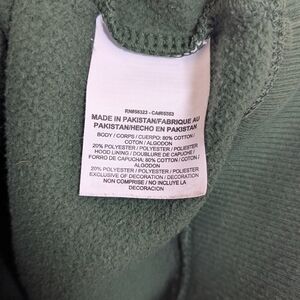 RN#56323 - CA#05553
MADE IN PAKISTAN/FABRIQUE AU
PAKISTAN/HECHO EN PAKISTAN
BODY / CORPS / CUERPO: 80% COTTON /
COTON / ALGODON
20% POLYESTER / POLYESTER / POLIESTER
HOOD LINING / DOUBLURE DE CAPUCHE /
FORRO DE CAPUCHA: 80% COTTON / COTON /
ALGODON
20% POLYESTER / POLYESTER / POLIESTER
EXCLUSIVE OF DECORATION / DECORATION
NON COMPRISE / NO INCLUYE LA
DECORACION